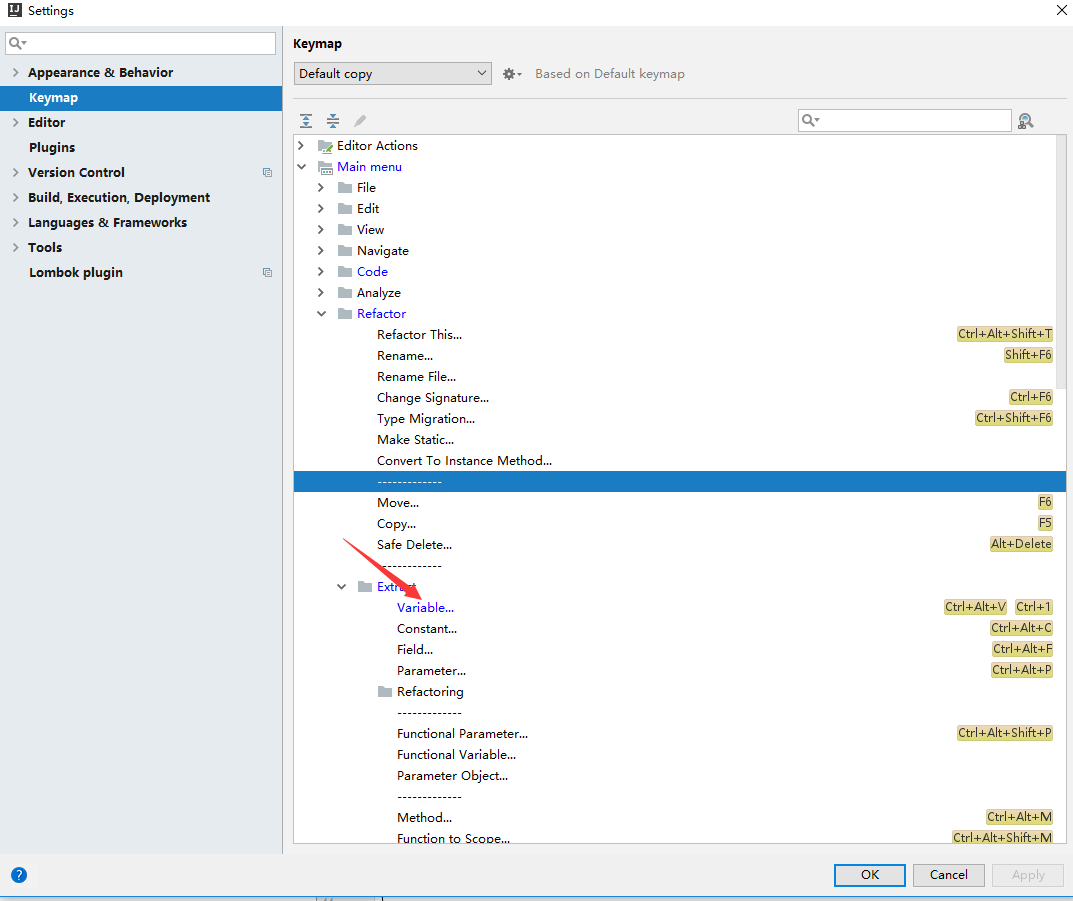 Settings
Appearance & Behavior
Keymap
Editor
Plugins
Version Control
Build, Execution, Deployment
Languages & Frameworks
Tools
Lombok plugin
Keymap
Default copy
Based on Default keymap
Editor Actions
Main menu
File
Edit
View
Navigate
Code
Analyze
Refactor
Refactor This... Ctrl+Alt+Shift+T
Rename... Shift+F6
Rename File...
Change Signature... Ctrl+F6
Type Migration... Ctrl+Shift+F6
Make Static...
Convert To Instance Method...
-------------
Move... F6
Copy... F5
Safe Delete... Alt+Delete
-------------
Extract
Variable... Ctrl+Alt+V Ctrl+1
Constant... Ctrl+Alt+C
Field... Ctrl+Alt+F
Parameter... Ctrl+Alt+P
Refactoring
-------------
Functional Parameter... Ctrl+Alt+Shift+P
Functional Variable...
Parameter Object...
-------------
Method... Ctrl+Alt+M
Function to Scope... Ctrl+Alt+Shift+M
? OK Cancel Apply